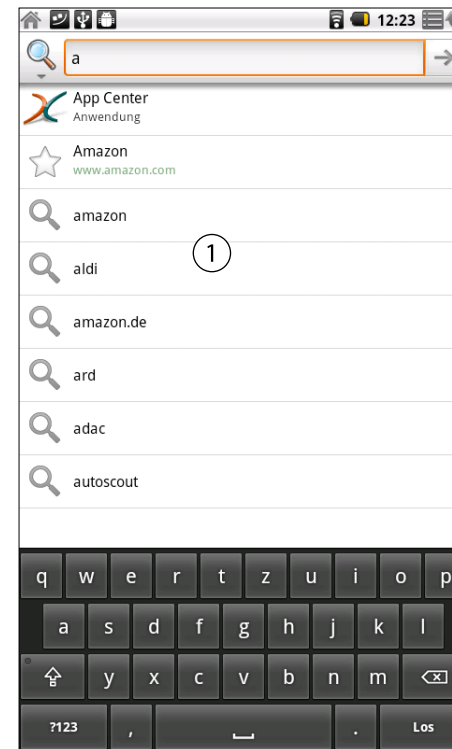 12:23
a
App Center
Anwendung
Amazon
www.amazon.com
amazon
aldi
1
amazon.de
ard
adac
autoscout
q w e r t z u i o p
a s d f g h j k l
y x c v b n m
?123 , . Los